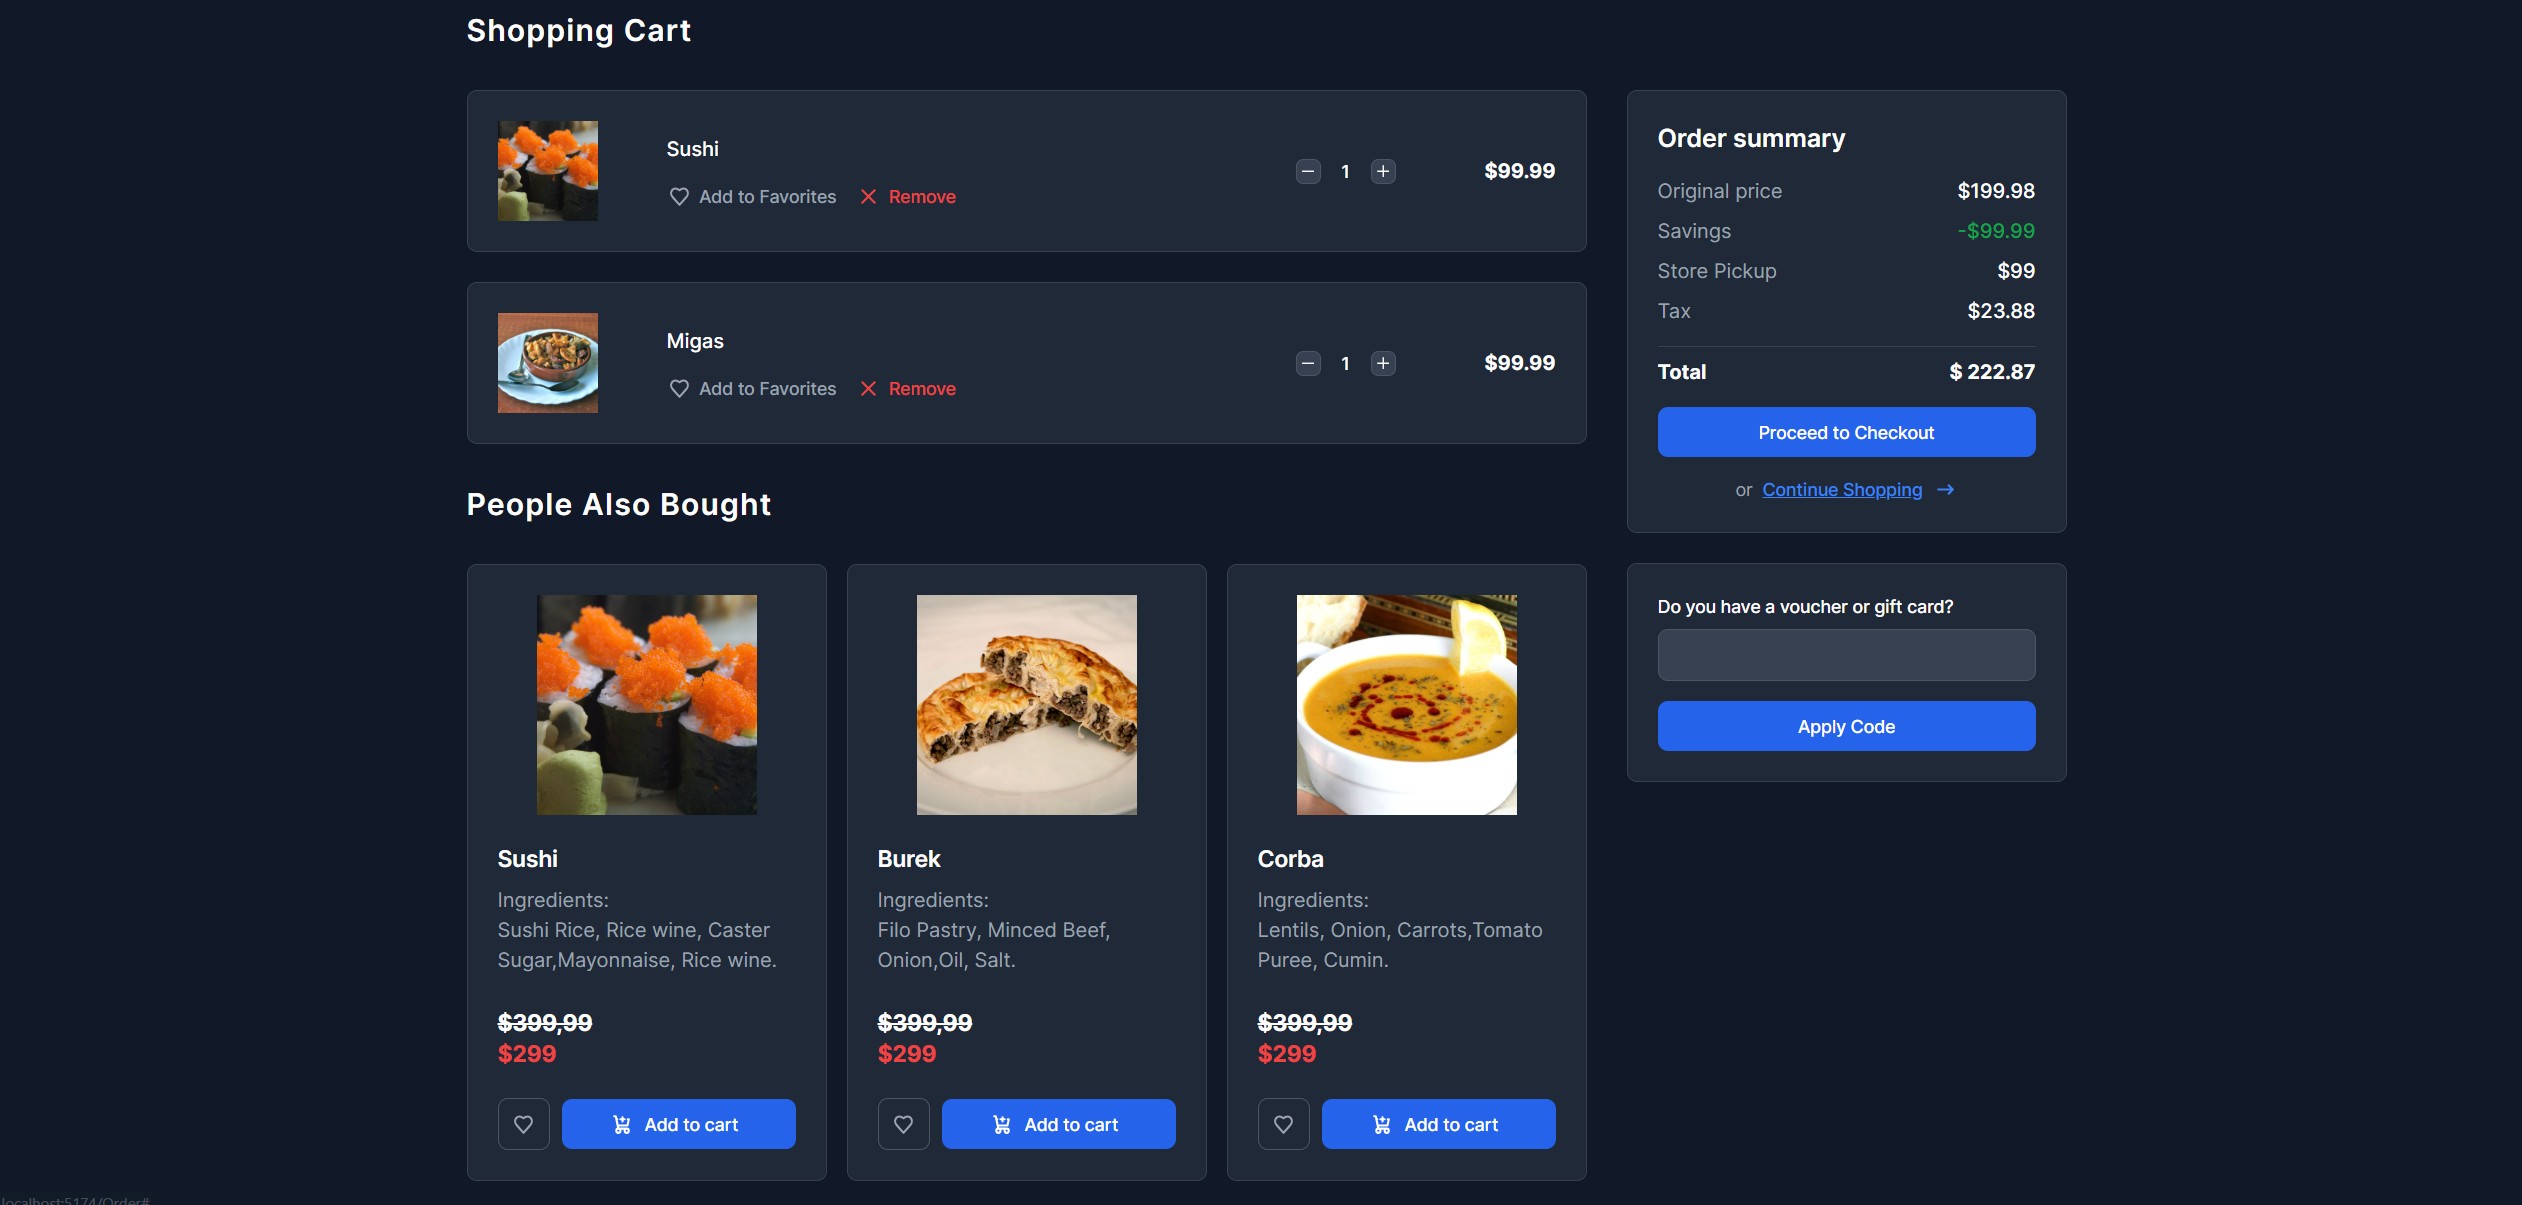 Shopping Cart
Sushi
Add to Favorites Remove
1
$99.99
Migas
Add to Favorites Remove
1
$99.99
Order summary
Original price $199.98
Savings -$99.99
Store Pickup $99
Tax $23.88
Total $ 222.87
Proceed to Checkout
or Continue Shopping →
Do you have a voucher or gift card?
Apply Code
People Also Bought
Sushi
Ingredients:
Sushi Rice, Rice wine, Caster
Sugar,Mayonnaise, Rice wine.
$399,99
$299
Add to cart
Burek
Ingredients:
Filo Pastry, Minced Beef,
Onion,Oil, Salt.
$399,99
$299
Add to cart
Corba
Ingredients:
Lentils, Onion, Carrots,Tomato
Puree, Cumin.
$399,99
$299
Add to cart
localhost:5174/Order#